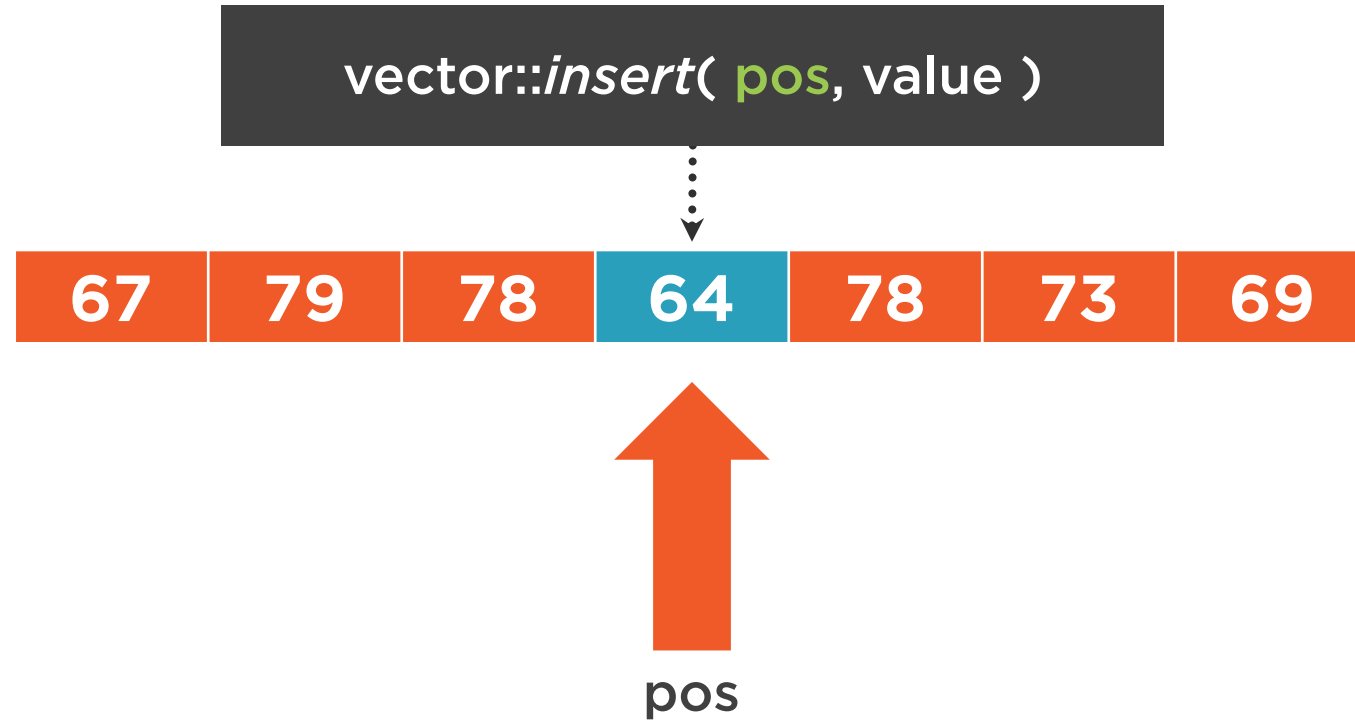 vector::insert( pos, value )
67 79 78 64 78 73 69
pos